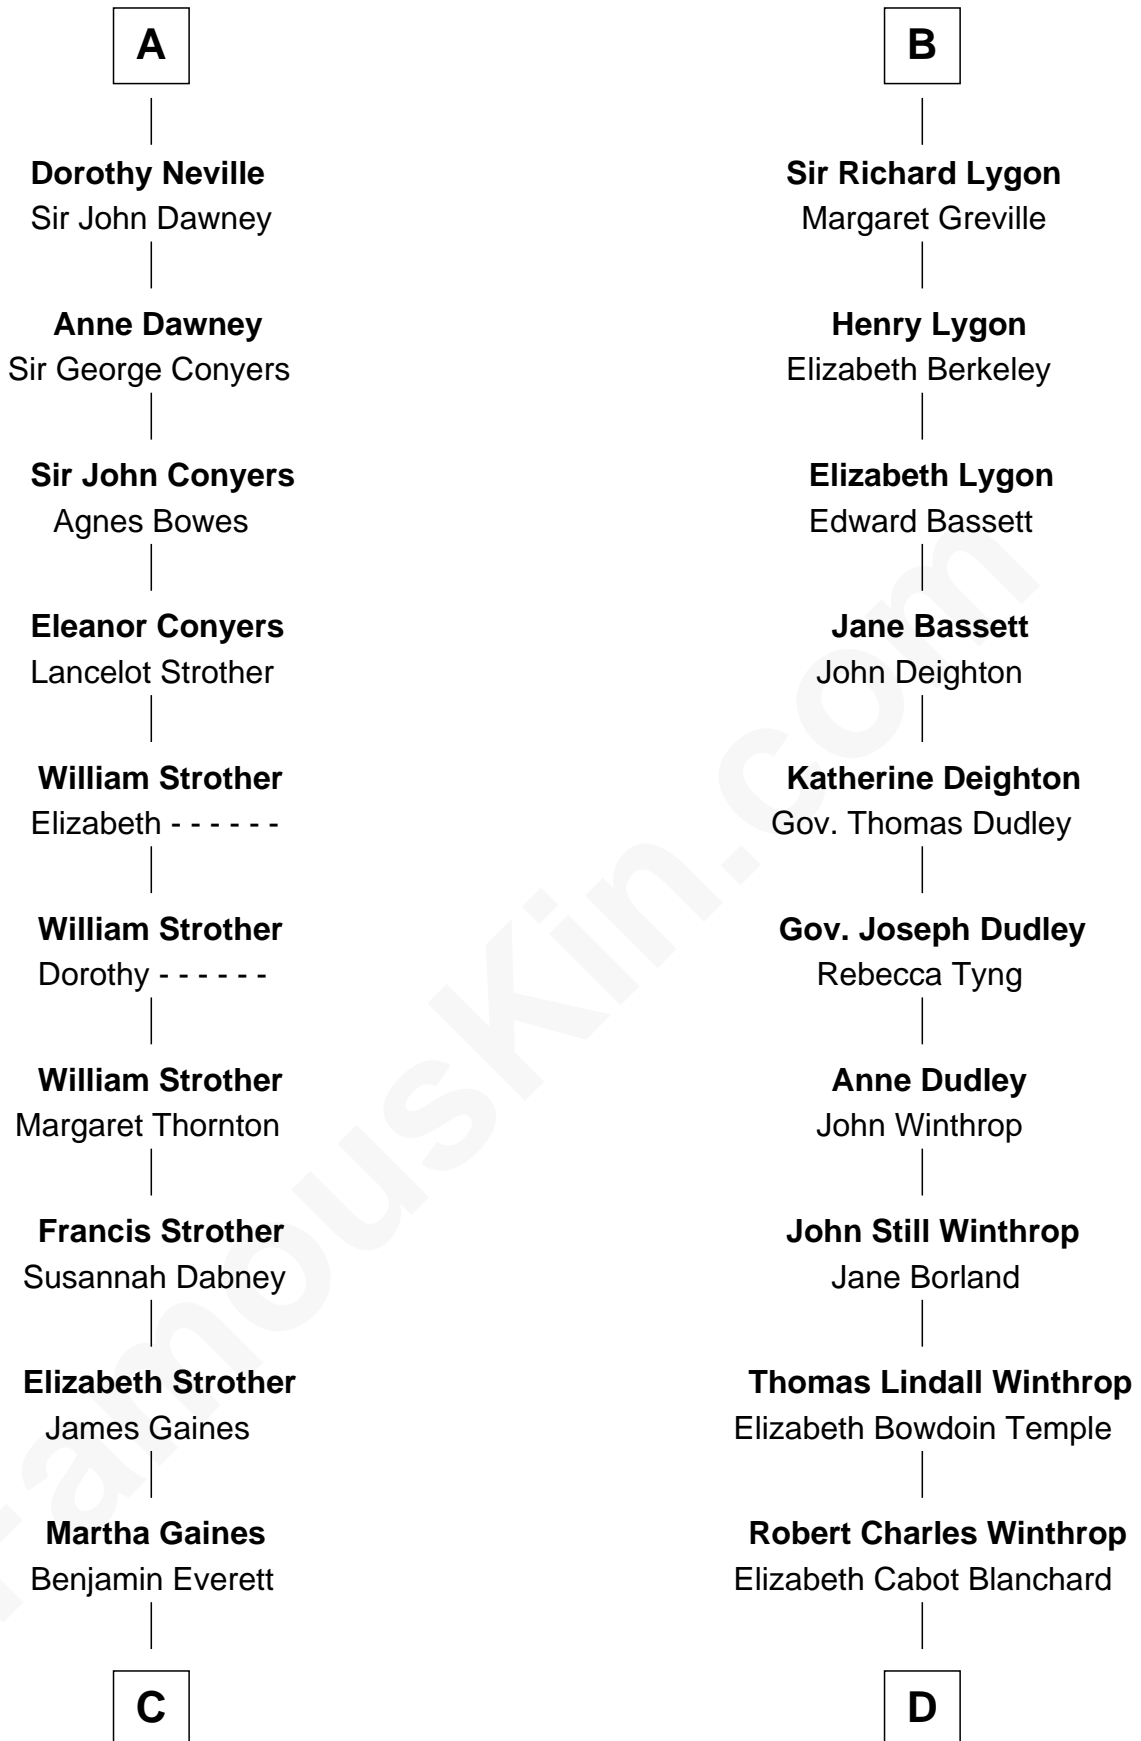 A
Dorothy Neville
Sir John Dawney
Anne Dawney
Sir George Conyers
Sir John Conyers
Agnes Bowes
Eleanor Conyers
Lancelot Strother
William Strother
Elizabeth - - - - - -
William Strother
Dorothy - - - - - -
William Strother
Margaret Thornton
Francis Strother
Susannah Dabney
Elizabeth Strother
James Gaines
Martha Gaines
Benjamin Everett
C
B
Sir Richard Lygon
Margaret Greville
Henry Lygon
Elizabeth Berkeley
Elizabeth Lygon
Edward Bassett
Jane Bassett
John Deighton
Katherine Deighton
Gov. Thomas Dudley
Gov. Joseph Dudley
Rebecca Tyng
Anne Dudley
John Winthrop
John Still Winthrop
Jane Borland
Thomas Lindall Winthrop
Elizabeth Bowdoin Temple
Robert Charles Winthrop
Elizabeth Cabot Blanchard
D
FamousKin.com